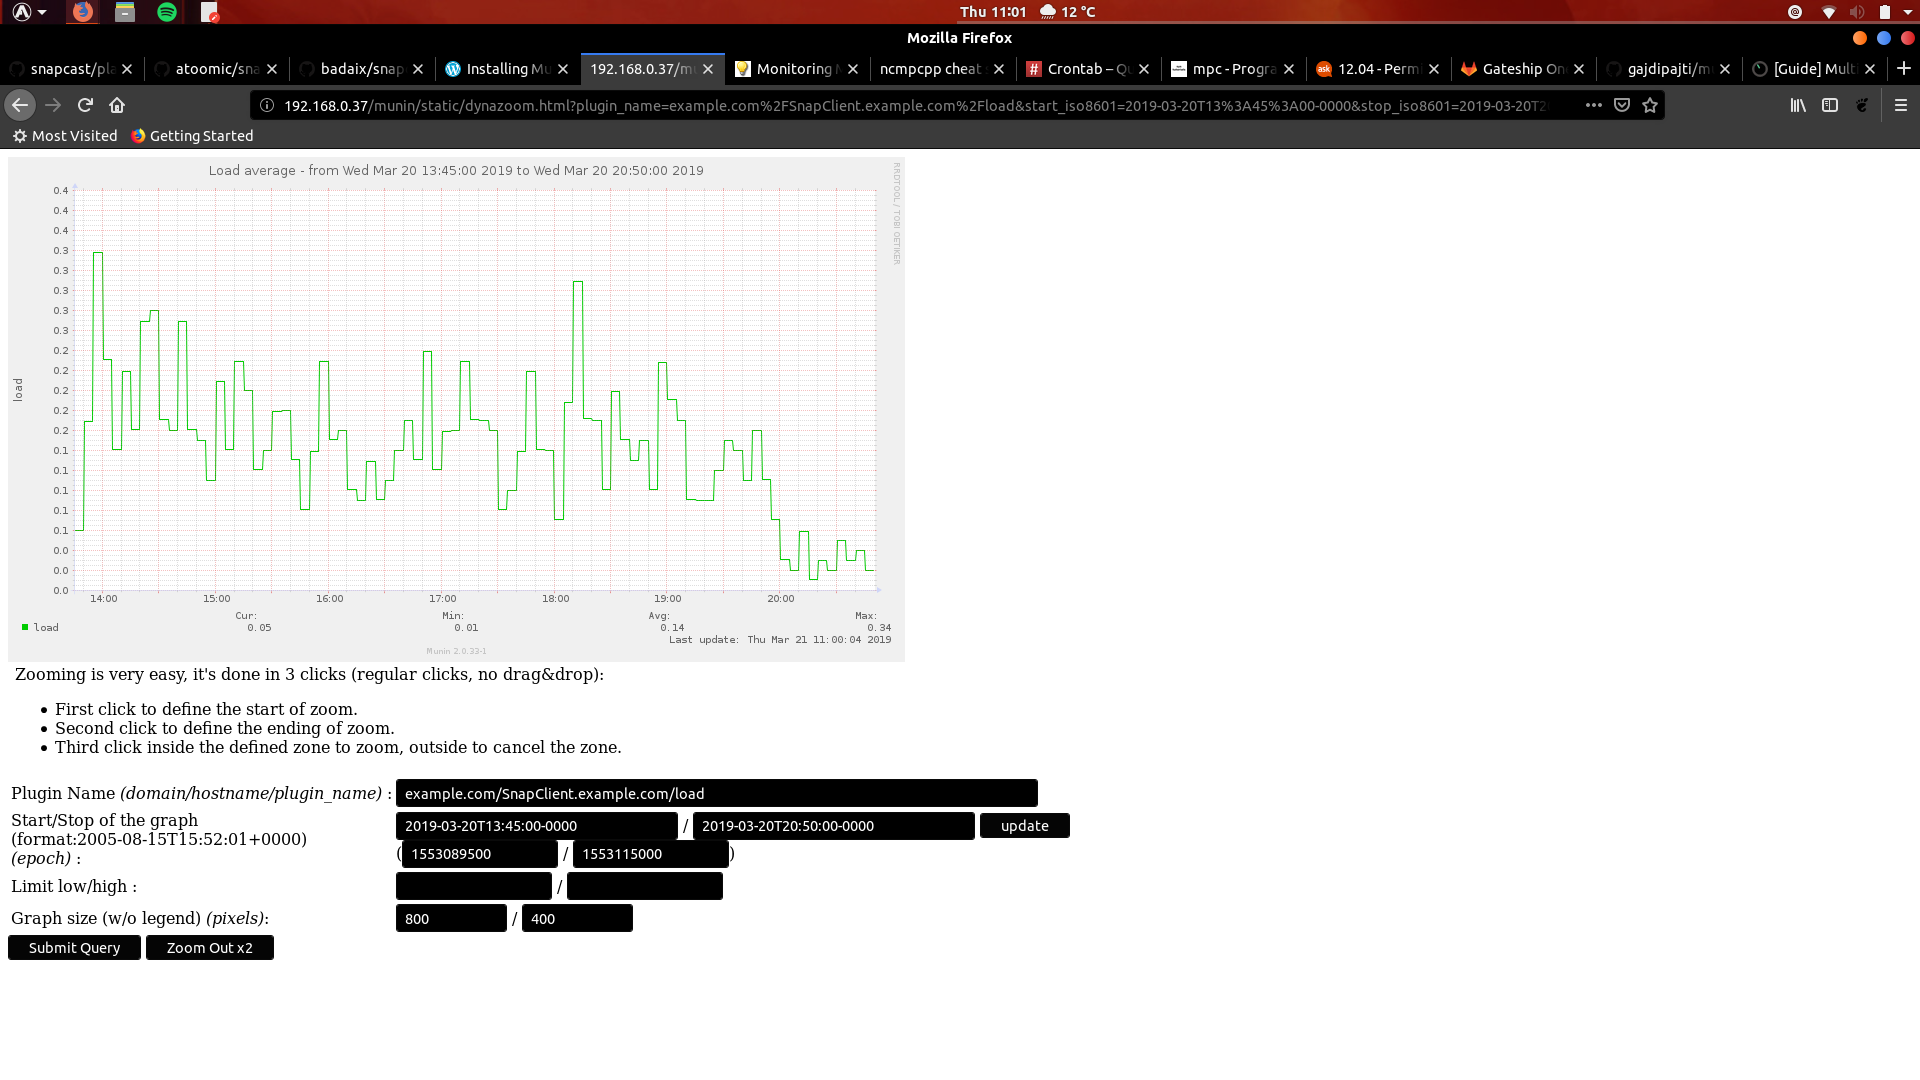 Thu 11:01 12 °C
Mozilla Firefox
snapcast/pla
atoomic/sna
badaix/snap
Installing Mu
192.168.0.37/mu
Monitoring M
ncmpcpp cheat s
Crontab – Qu
mpc - Progra
12.04 - Permi
Gateship One
gajdipajti/mu
[Guide] Multi
192.168.0.37/munin/static/dynazoom.html?plugin_name=example.com%2FSnapClient.example.com%2Fload&start_iso8601=2019-03-20T13%3A45%3A00-0000&stop_iso8601=2019-03-20T20
Most Visited Getting Started
Load average - from Wed Mar 20 13:45:00 2019 to Wed Mar 20 20:50:00 2019
RRDTOOL / TOBI OETIKER
load
0.4
0.4
0.4
0.3
0.3
0.3
0.3
0.3
0.2
0.2
0.2
0.2
0.2
0.1
0.1
0.1
0.1
0.1
0.0
0.0
0.0
14:00 15:00 16:00 17:00 18:00 19:00 20:00
Cur: Min: Avg: Max:
load 0.05 0.01 0.14 0.34
Last update: Thu Mar 21 11:00:04 2019
Munin 2.0.33-1
Zooming is very easy, it's done in 3 clicks (regular clicks, no drag&drop):
First click to define the start of zoom.
Second click to define the ending of zoom.
Third click inside the defined zone to zoom, outside to cancel the zone.
Plugin Name (domain/hostname/plugin_name) : example.com/SnapClient.example.com/load
Start/Stop of the graph
(format:2005-08-15T15:52:01+0000)
(epoch) :
2019-03-20T13:45:00-0000 / 2019-03-20T20:50:00-0000 update
(1553089500 / 1553115000)
Limit low/high : /
Graph size (w/o legend) (pixels): 800 / 400
Submit Query Zoom Out x2